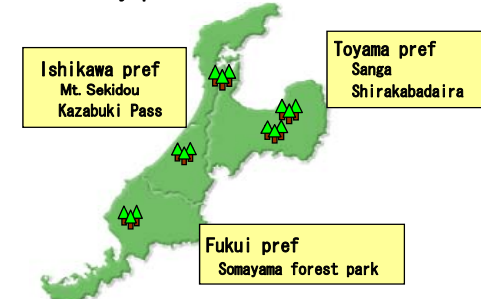 Ishikawa pref
Mt. Sekidou
Kazabuki Pass
Toyama pref
Sanga
Shirakabadaira
Fukui pref
Somayama forest park